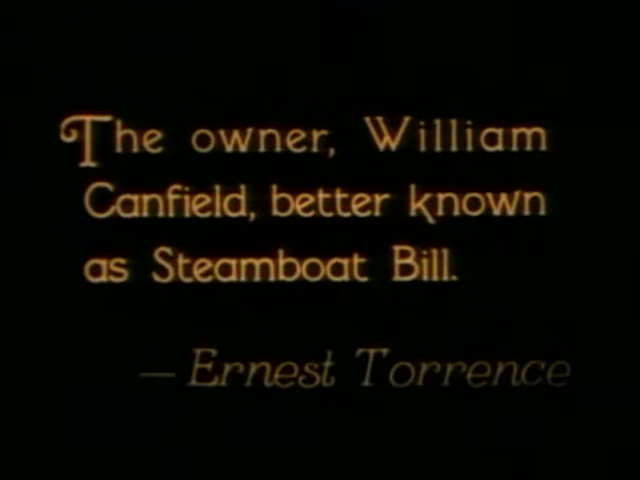 The owner, William
Canfield, better known
as Steamboat Bill.
— Ernest Torrence